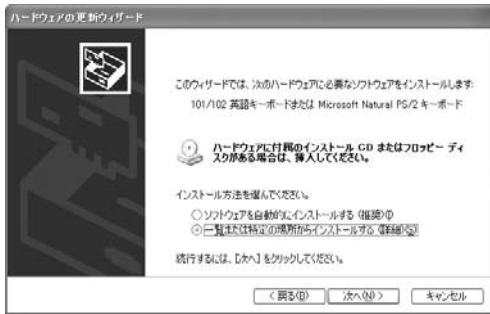 ハードウェアの更新ウィザード
このウィザードでは、次のハードウェアに必要なソフトウェアをインストールします:
101/102 英語キーボードまたは Microsoft Natural PS/2 キーボード
ハードウェアに付属のインストール CD またはフロッピー ディ
スクがある場合は、挿入してください。
インストール方法を選んでください。
ソフトウェアを自動的にインストールする (推奨)(I)
一覧または特定の場所からインストールする (詳細)(S)
続行するには、[次へ] をクリックしてください。
< 戻る(B) 次へ(N) > キャンセル